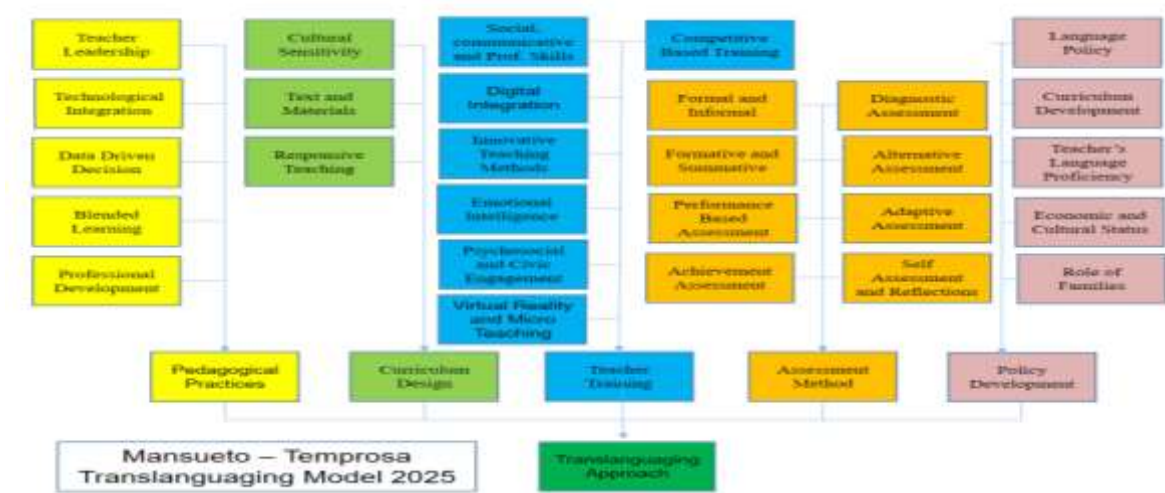 Teacher
Leadership
Technological
Integration
Data Driven
Decision
Blended
Learning
Professional
Development
Cultural
Sensitivity
Text and
Materials
Responsive
Teaching
Social,
communicative
and Prof. Skills
Digital
Integration
Innovative
Teaching
Methods
Emotional
Intelligence
Psychosocial
and Civic
Engagement
Virtual Reality
and Micro
Teaching
Competitive
Based Training
Formal and
Informal
Formative and
Summative
Performance
Based
Assessment
Achievement
Assessment
Diagnostic
Assessment
Alternative
Assessment
Adaptive
Assessment
Self
Assessment
and Reflections
Language
Policy
Curriculum
Development
Teacher's
Language
Proficiency
Economic and
Cultural Status
Role of
Families
Pedagogical
Practices
Curriculum
Design
Teacher
Training
Assessment
Method
Policy
Development
Mansueto – Temprosa
Translanguaging Model 2025
Translanguaging
Approach